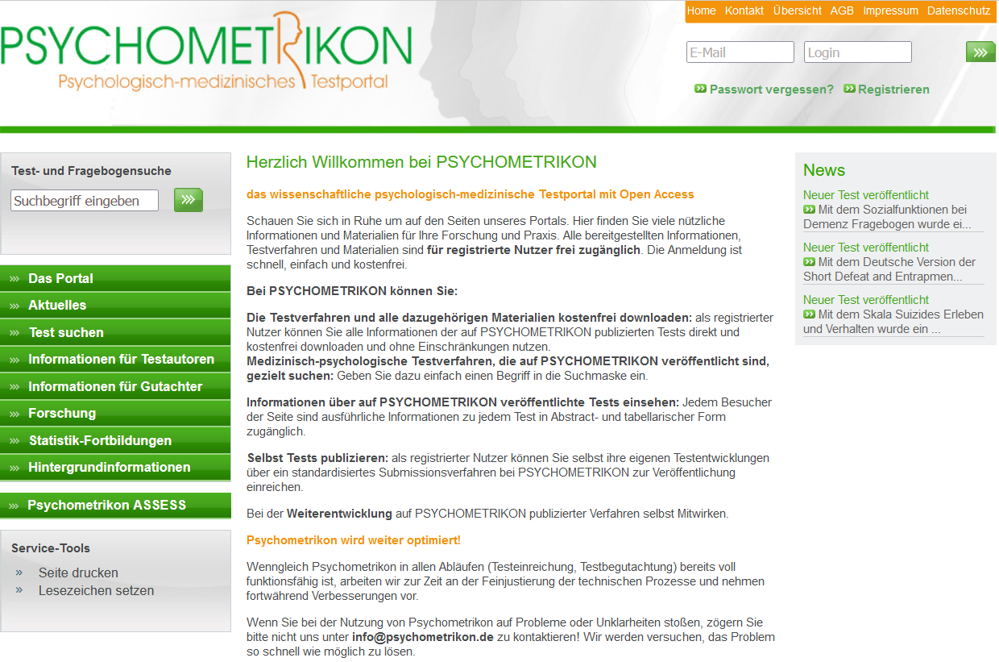 Home Kontakt Übersicht AGB Impressum Datenschutz
PSYCHOMETRIKON
Psychologisch-medizinisches Testportal
E-Mail Login
Passwort vergessen? Registrieren
Test- und Fragebogensuche
Suchbegriff eingeben
Das Portal
Aktuelles
Test suchen
Informationen für Testautoren
Informationen für Gutachter
Forschung
Statistik-Fortbildungen
Hintergrundinformationen
Psychometrikon ASSESS
Service-Tools
Seite drucken
Lesezeichen setzen
Herzlich Willkommen bei PSYCHOMETRIKON
das wissenschaftliche psychologisch-medizinische Testportal mit Open Access
Schauen Sie sich in Ruhe um auf den Seiten unseres Portals. Hier finden Sie viele nützliche
Informationen und Materialien für Ihre Forschung und Praxis. Alle bereitgestellten Informationen,
Testverfahren und Materialien sind für registrierte Nutzer frei zugänglich. Die Anmeldung ist
schnell, einfach und kostenfrei.
Bei PSYCHOMETRIKON können Sie:
Die Testverfahren und alle dazugehörigen Materialien kostenfrei downloaden: als registrierter
Nutzer können Sie alle Informationen der auf PSYCHOMETRIKON publizierten Tests direkt und
kostenfrei downloaden und ohne Einschränkungen nutzen.
Medizinisch-psychologische Testverfahren, die auf PSYCHOMETRIKON veröffentlicht sind,
gezielt suchen: Geben Sie dazu einfach einen Begriff in die Suchmaske ein.
Informationen über auf PSYCHOMETRIKON veröffentlichte Tests einsehen: Jedem Besucher
der Seite sind ausführliche Informationen zu jedem Test in Abstract- und tabellarischer Form
zugänglich.
Selbst Tests publizieren: als registrierter Nutzer können Sie selbst ihre eigenen Testentwicklungen
über ein standardisiertes Submissionsverfahren bei PSYCHOMETRIKON zur Veröffentlichung
einreichen.
Bei der Weiterentwicklung auf PSYCHOMETRIKON publizierter Verfahren selbst Mitwirken.
Psychometrikon wird weiter optimiert!
Wenngleich Psychometrikon in allen Abläufen (Testeinreichung, Testbegutachtung) bereits voll
funktionsfähig ist, arbeiten wir zur Zeit an der Feinjustierung der technischen Prozesse und nehmen
fortwährend Verbesserungen vor.
Wenn Sie bei der Nutzung von Psychometrikon auf Probleme oder Unklarheiten stoßen, zögern Sie
bitte nicht uns unter info@psychometrikon.de zu kontaktieren! Wir werden versuchen, das Problem
so schnell wie möglich zu lösen.
News
Neuer Test veröffentlicht
Mit dem Sozialfunktionen bei
Demenz Fragebogen wurde ei...
Neuer Test veröffentlicht
Mit dem Deutsche Version der
Short Defeat and Entrapmen...
Neuer Test veröffentlicht
Mit dem Skala Suizides Erleben
und Verhalten wurde ein ...